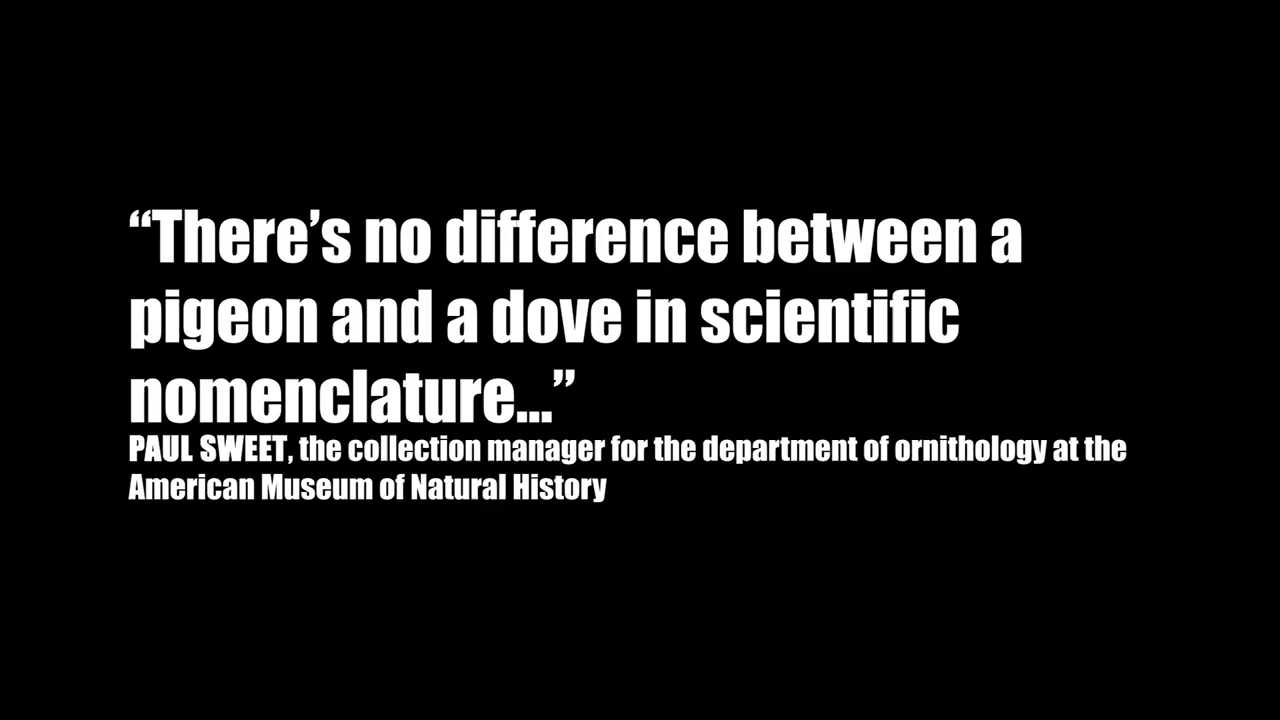 “There’s no difference between a
pigeon and a dove in scientific
nomenclature...”
PAUL SWEET, the collection manager for the department of ornithology at the
American Museum of Natural History